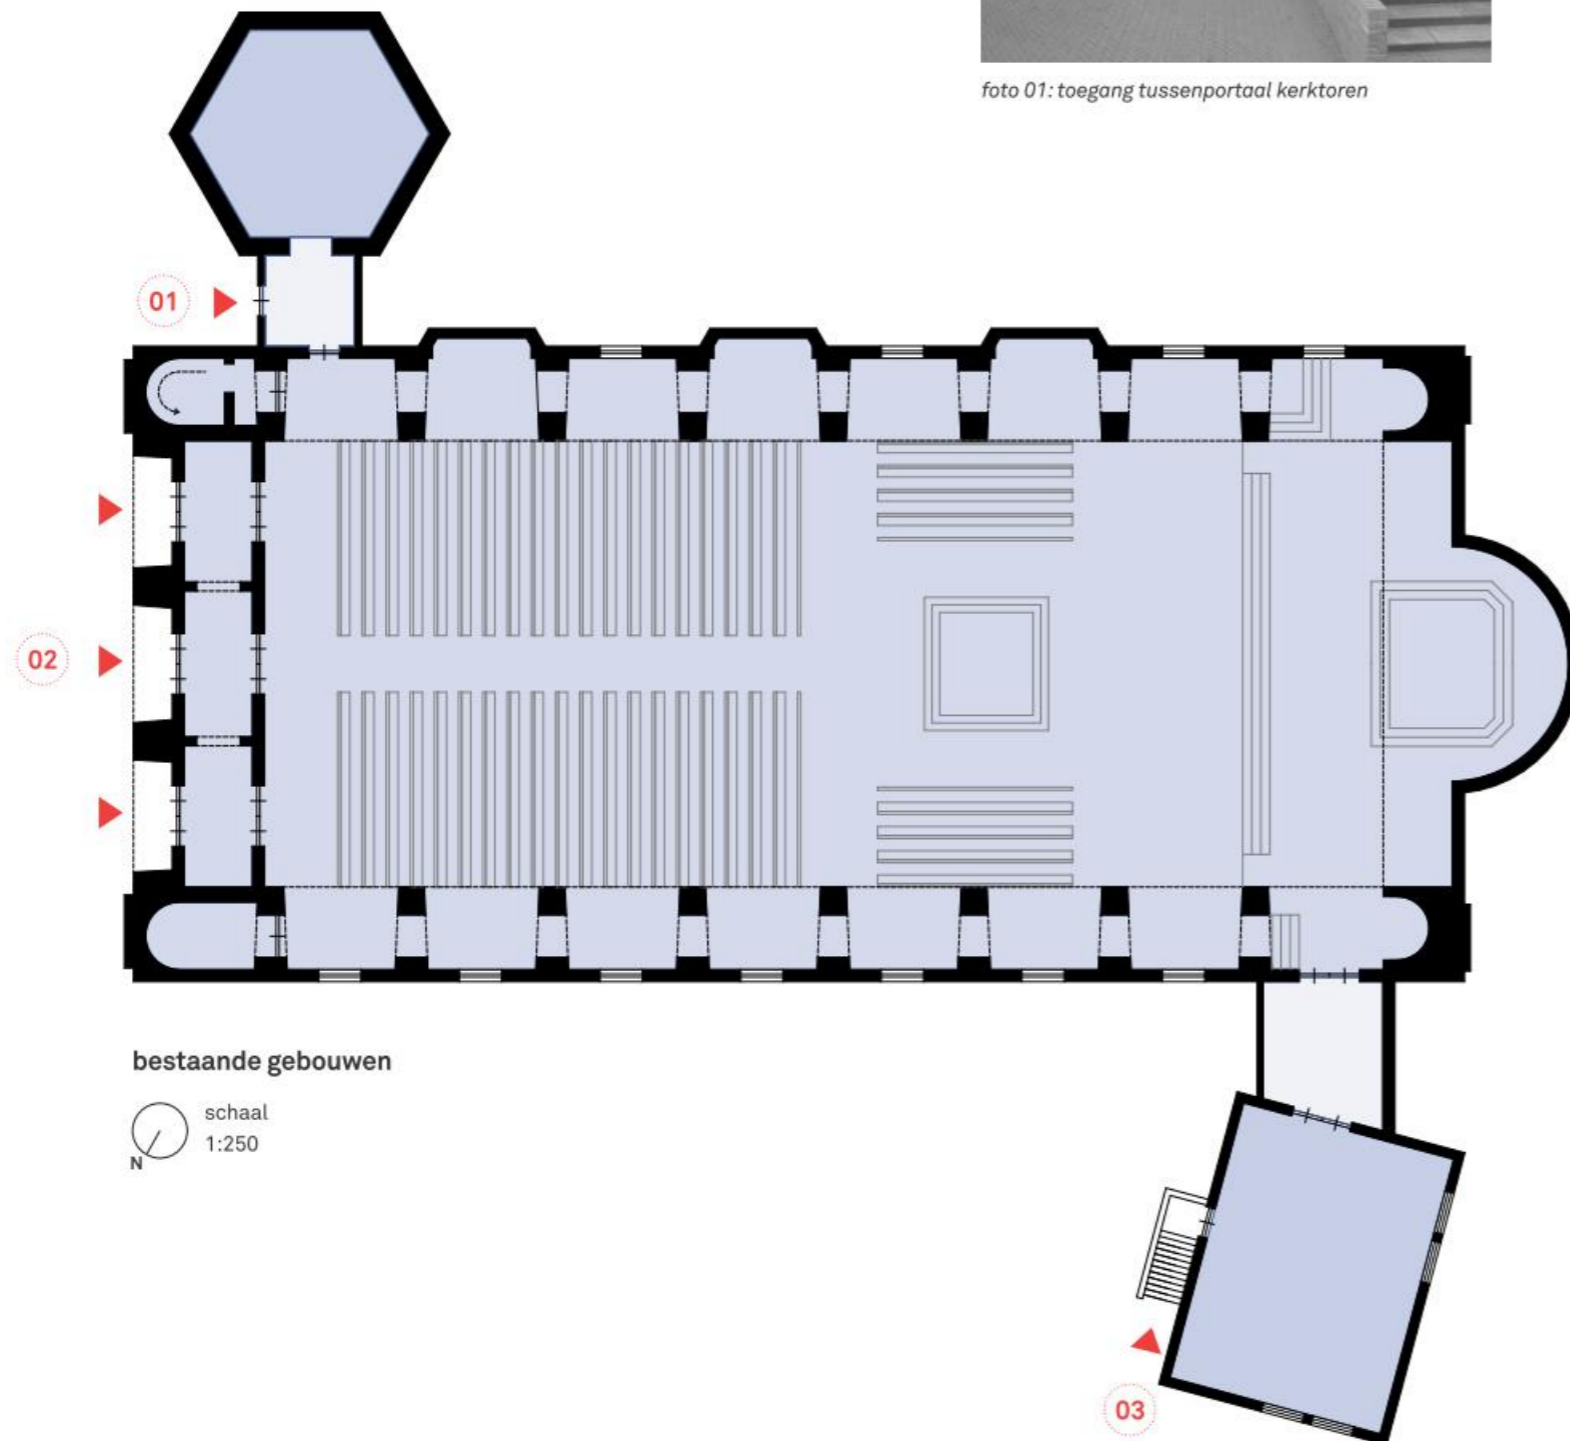 foto 01: toegang tussenportaal kerktoren
01
02
bestaande gebouwen
schaal
1:250
N
03